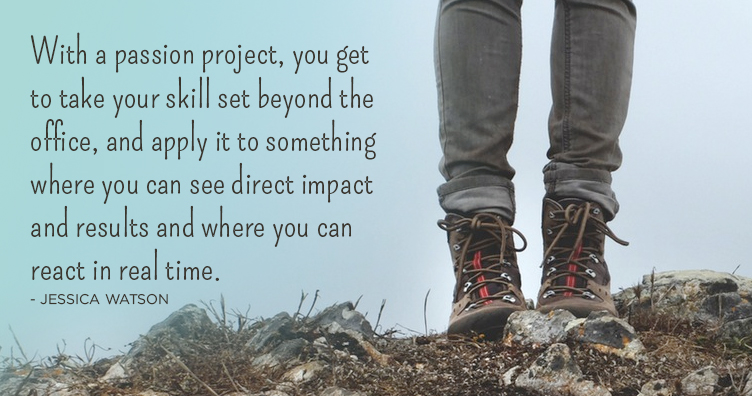 With a passion project, you get
to take your skill set beyond the
office, and apply it to something
where you can see direct impact
and results and where you can
react in real time.
- JESSICA WATSON